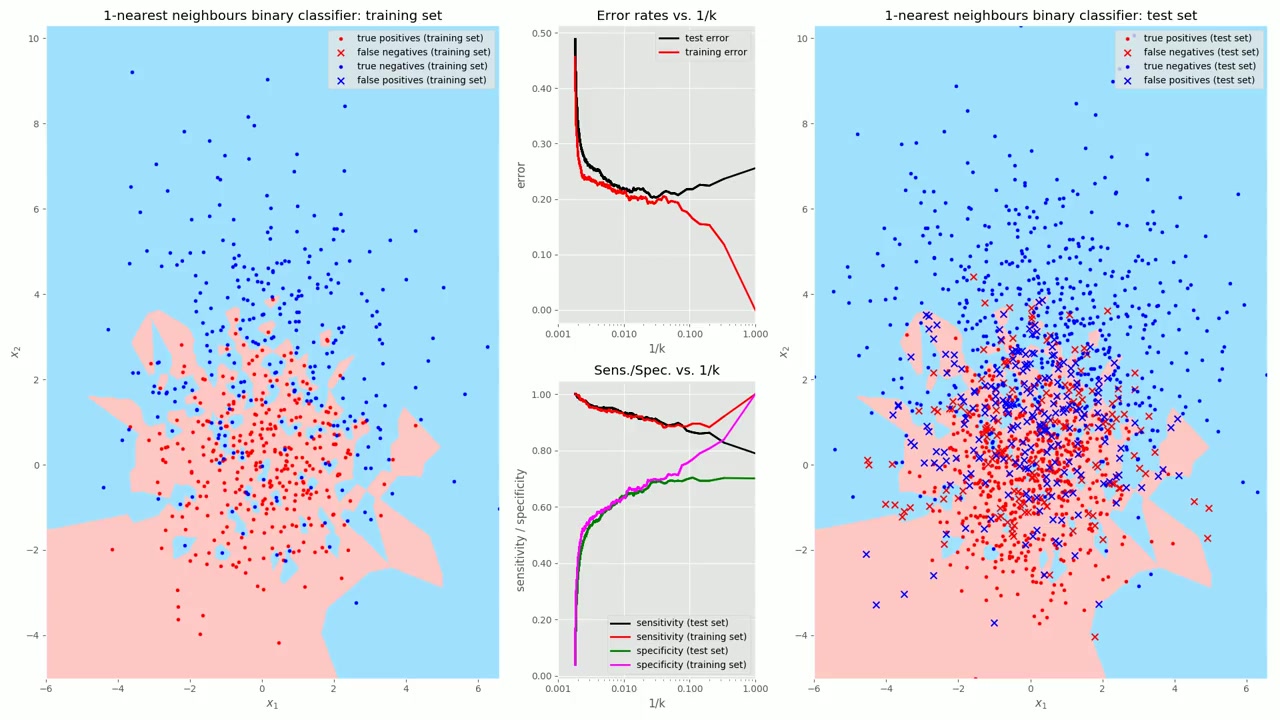 1-nearest neighbours binary classifier: training set
10
8
6
4
2
0
−2
−4
x₂
−6
−4
−2
0
2
4
6
x₁
true positives (training set)
false negatives (training set)
true negatives (training set)
false positives (training set)
Error rates vs. 1/k
0.50
0.40
0.30
0.20
0.10
0.00
error
0.001
0.010
0.100
1.000
1/k
test error
training error
Sens./Spec. vs. 1/k
1.00
0.80
0.60
0.40
0.20
0.00
sensitivity / specificity
0.001
0.010
0.100
1.000
1/k
sensitivity (test set)
sensitivity (training set)
specificity (test set)
specificity (training set)
1-nearest neighbours binary classifier: test set
10
8
6
4
2
0
−2
−4
x₂
−6
−4
−2
0
2
4
6
x₁
true positives (test set)
false negatives (test set)
true negatives (test set)
false positives (test set)